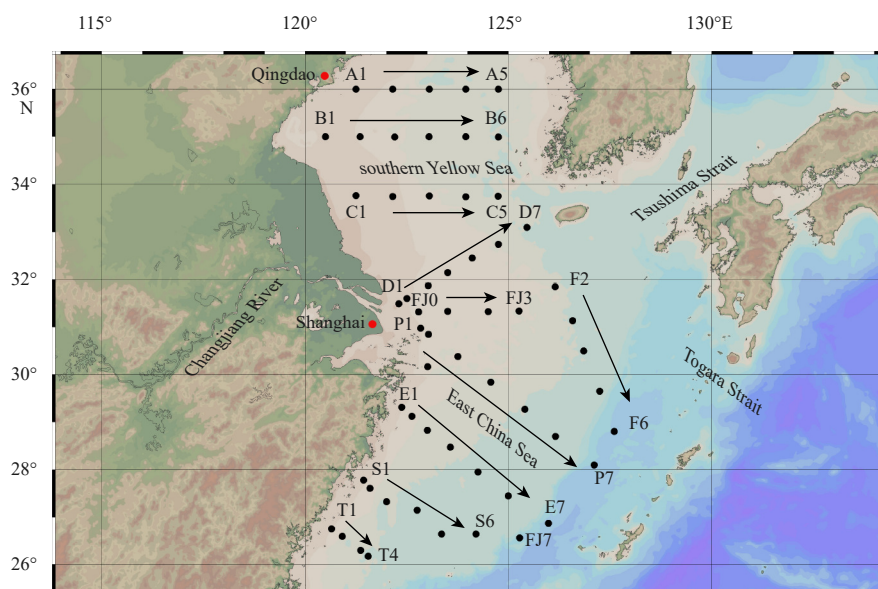 115° 120° 125° 130°E
Qingdao A1 A5
36°
N
B1 B6
southern Yellow Sea
Tsushima Strait
34°
C1 C5 D7
32°
D1 F2
FJ0 FJ3
Changjiang River
Shanghai P1
Togara Strait
30°
E1
East China Sea
F6
28°
S1 P7
T1 S6 E7
FJ7
26° T4